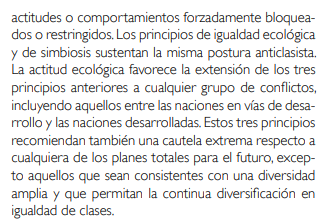 actitudes o comportamientos forzadamente bloquea-
dos o restringidos. Los principios de igualdad ecológica
y de simbiosis sustentan la misma postura anticlasista.
La actitud ecológica favorece la extensión de los tres
principios anteriores a cualquier grupo de conflictos,
incluyendo aquellos entre las naciones en vías de desa-
rrollo y las naciones desarrolladas. Estos tres principios
recomiendan también una cautela extrema respecto a
cualquiera de los planes totales para el futuro, excep-
to aquellos que sean consistentes con una diversidad
amplia y que permitan la continua diversificación en
igualdad de clases.